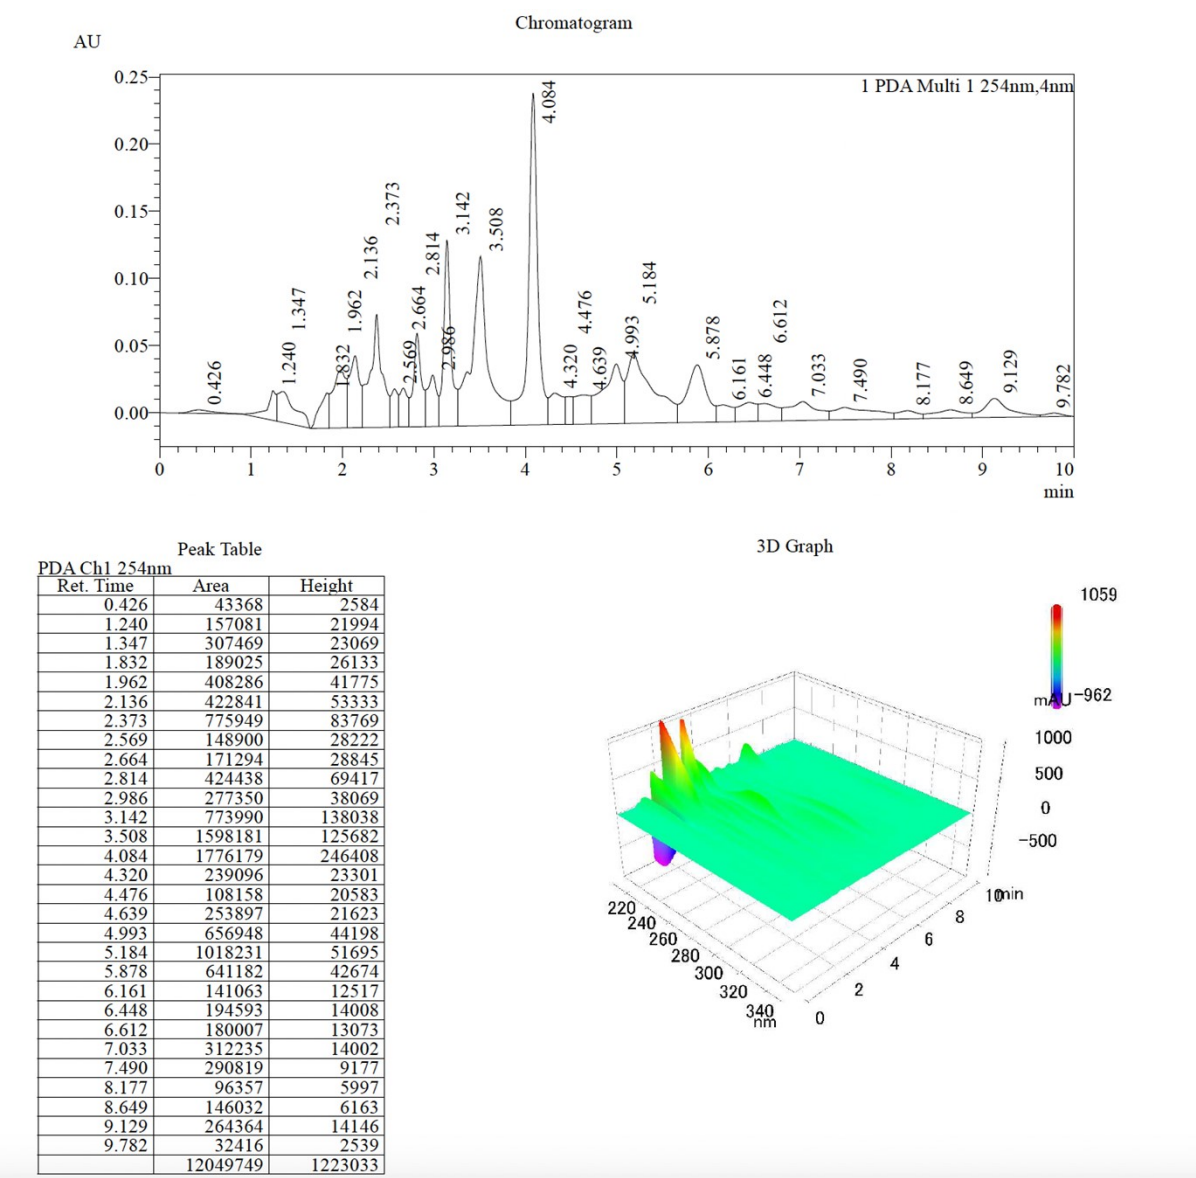 Chromatogram
AU
1 PDA Multi 1 254nm,4nm
0.25
0.20
0.15
0.10
0.05
0.00
0.426
1.240
1.347
1.832
1.962
2.136
2.373
2.569
2.664
2.814
2.986
3.142
3.508
4.084
4.320
4.476
4.639
4.993
5.184
5.878
6.161
6.448
6.612
7.033
7.490
8.177
8.649
9.129
9.782
0 1 2 3 4 5 6 7 8 9 10
min
Peak Table
PDA Ch1 254nm
Ret. Time Area Height
0.426 43368 2584
1.240 157081 21994
1.347 307469 23069
1.832 189025 26133
1.962 408286 41775
2.136 422841 53333
2.373 775949 83769
2.569 148900 28222
2.664 171294 28845
2.814 424438 69417
2.986 277350 38069
3.142 773990 138038
3.508 1598181 125682
4.084 1776179 246408
4.320 239096 23301
4.476 108158 20583
4.639 253897 21623
4.993 656948 44198
5.184 1018231 51695
5.878 641182 42674
6.161 141063 12517
6.448 194593 14008
6.612 180007 13073
7.033 312235 14002
7.490 290819 9177
8.177 96357 5997
8.649 146032 6163
9.129 264364 14146
9.782 32416 2539
12049749 1223033
3D Graph
1059
-962
mAU
1000
500
0
-500
220
240
260
280
300
320
340
nm
0
2
4
6
8
10
min